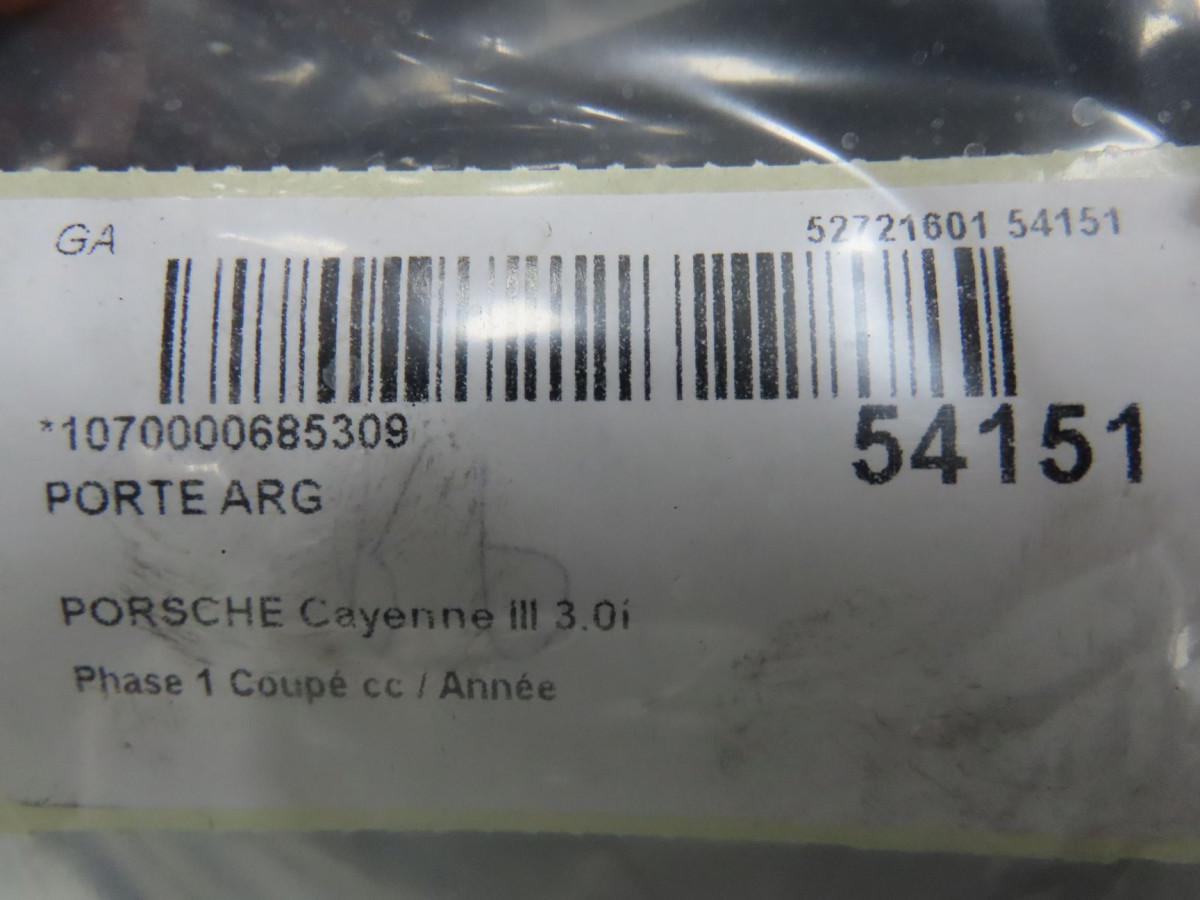 GA
52721601 54151
*1070000685309
54151
PORTE ARG
PORSCHE Cayenne III 3.0i
Phase 1 Coupé cc / Année